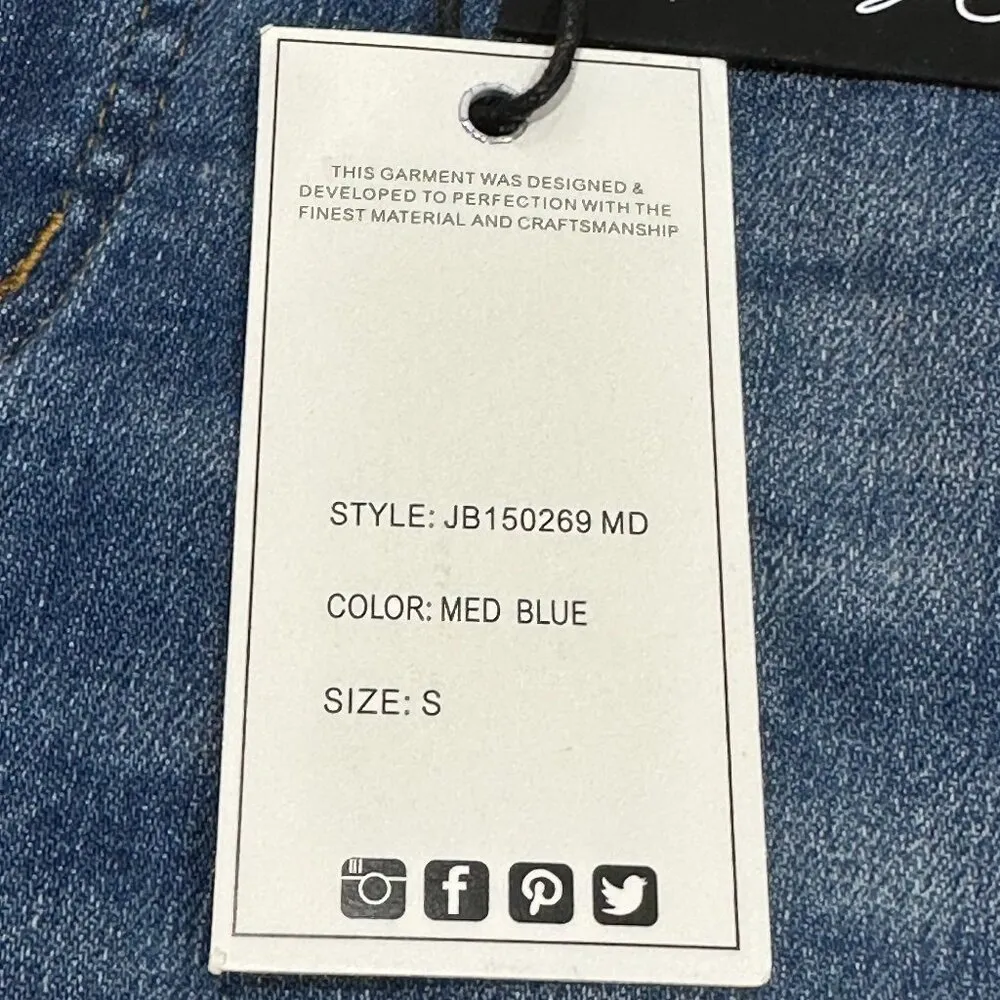 THIS GARMENT WAS DESIGNED &
DEVELOPED TO PERFECTION WITH THE
FINEST MATERIAL AND CRAFTSMANSHIP
STYLE: JB150269 MD
COLOR: MED BLUE
SIZE: S